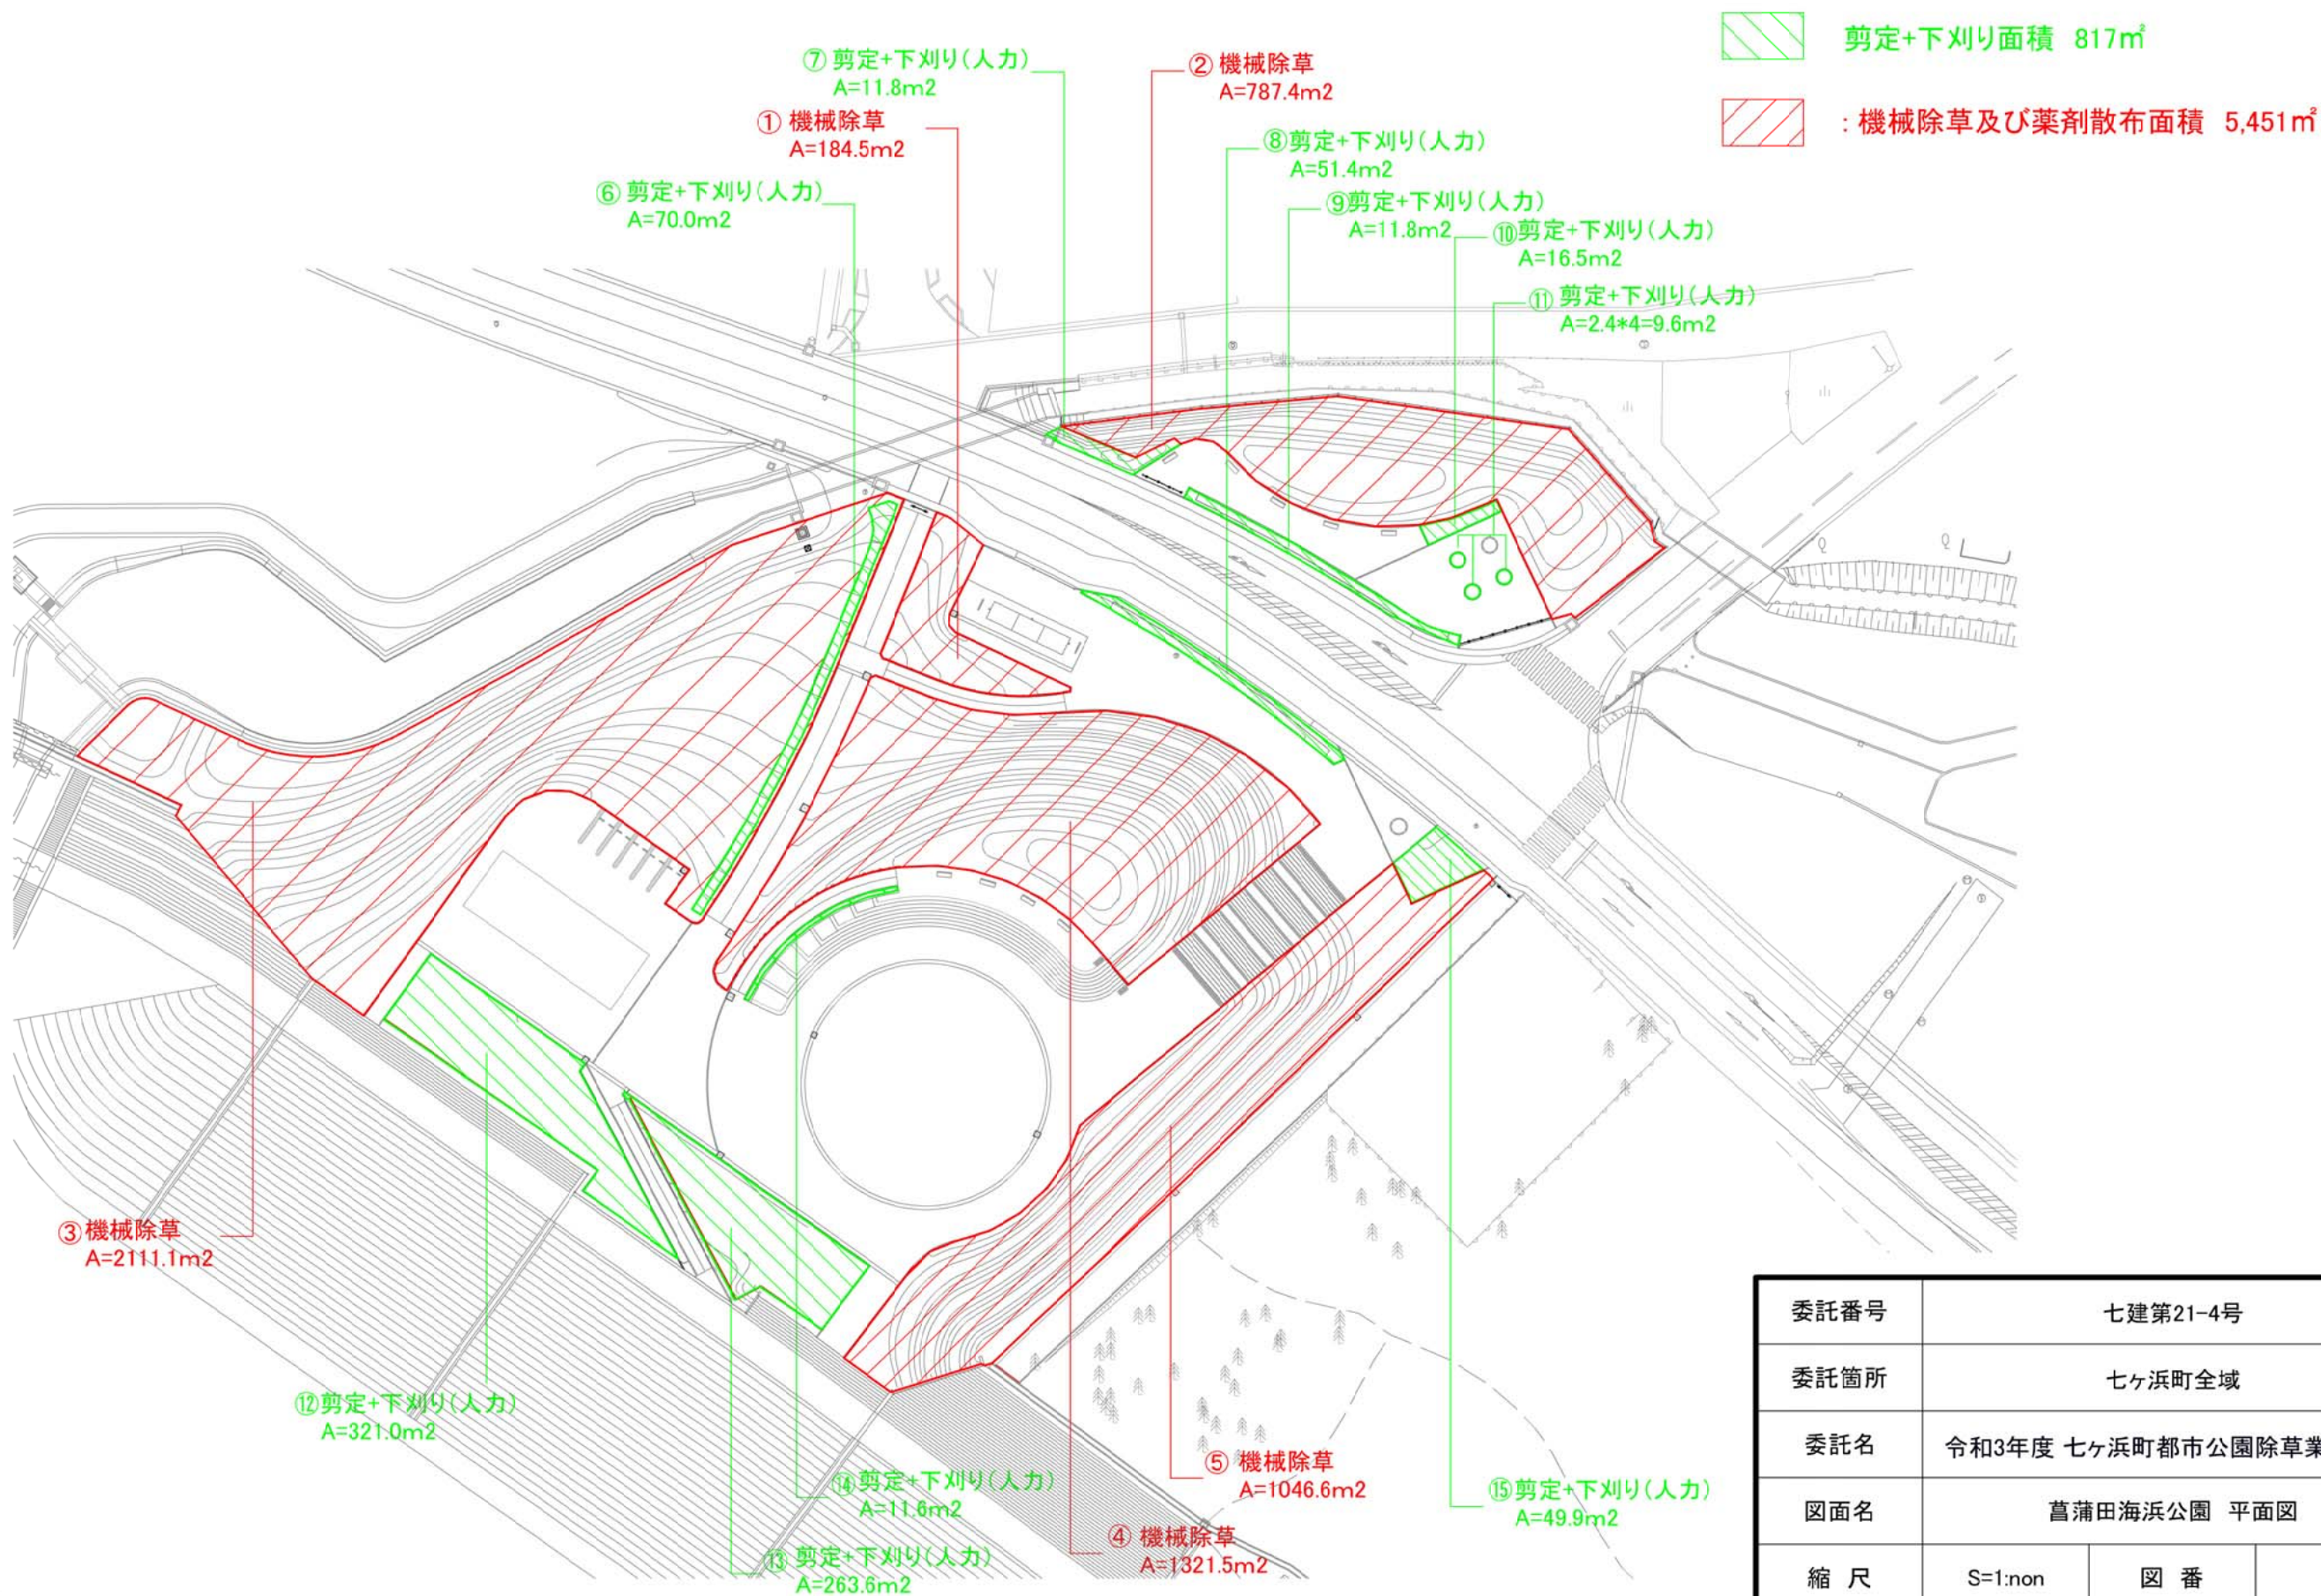 剪定+下刈り面積 817㎡
:機械除草及び薬剤散布面積 5,451㎡
⑦ 剪定+下刈り(人力)
A=11.8m2
② 機械除草
A=787.4m2
① 機械除草
A=184.5m2
⑧剪定+下刈り(人力)
A=51.4m2
⑥ 剪定+下刈り(人力)
A=70.0m2
⑨剪定+下刈り(人力)
A=11.8m2
⑩剪定+下刈り(人力)
A=16.5m2
⑪ 剪定+下刈り(人力)
A=2.4*4=9.6m2
③機械除草
A=2111.1m2
⑫剪定+下刈り(人力)
A=321.0m2
⑭剪定+下刈り(人力)
A=11.6m2
⑬ 剪定+下刈り(人力)
A=263.6m2
⑤ 機械除草
A=1046.6m2
④ 機械除草
A=1321.5m2
⑮剪定+下刈り(人力)
A=49.9m2
委託番号 七建第21-4号
委託箇所 七ヶ浜町全域
委託名 令和3年度 七ヶ浜町都市公園除草業
図面名 菖蒲田海浜公園 平面図
縮 尺 S=1:non 図 番